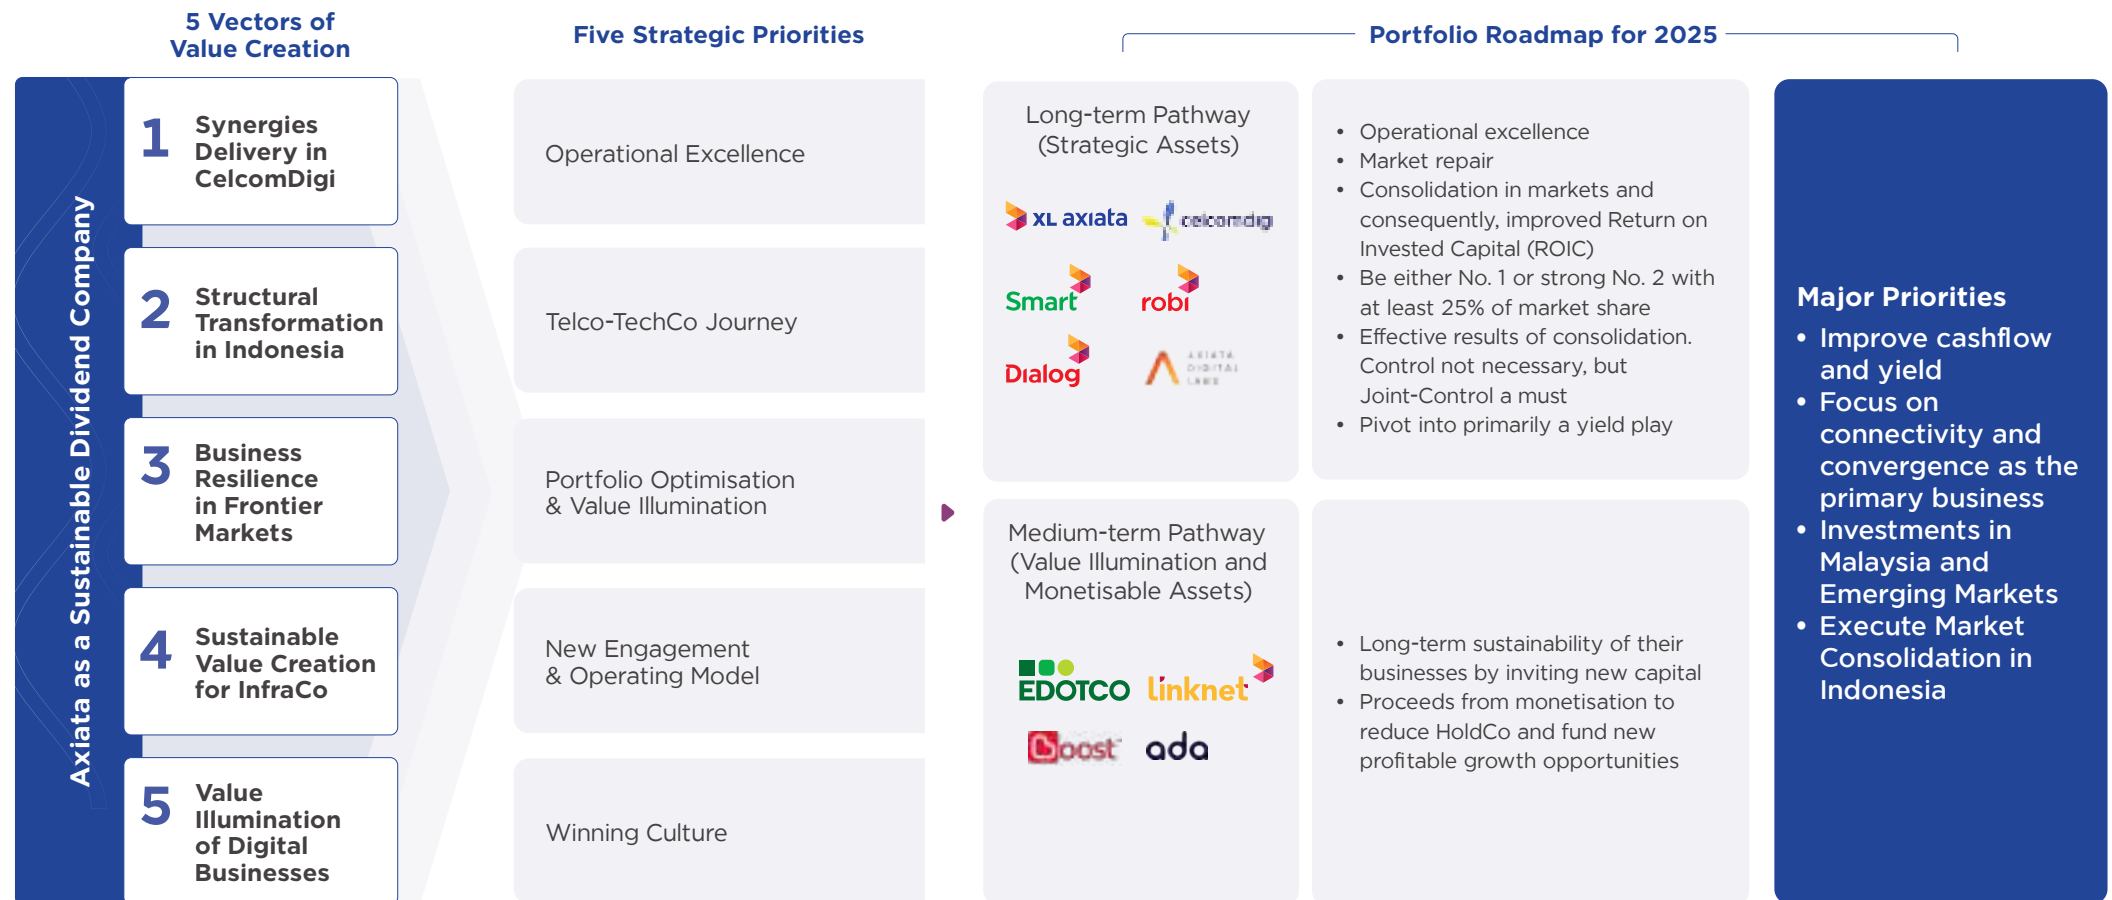 5 Vectors of
Value Creation
Five Strategic Priorities
Portfolio Roadmap for 2025
Axiata as a Sustainable Dividend Company
1
Synergies
Delivery in
CelcomDigi
2
Structural
Transformation
in Indonesia
3
Business
Resilience
in Frontier
Markets
4
Sustainable
Value Creation
for InfraCo
5
Value
Illumination
of Digital
Businesses
Operational Excellence
Telco-TechCo Journey
Portfolio Optimisation
& Value Illumination
New Engagement
& Operating Model
Winning Culture
Long-term Pathway
(Strategic Assets)
XL axiata
celcomdigi
Smart
robi
Dialog
AXIATA
DIGITAL
LABS
• Operational excellence
• Market repair
• Consolidation in markets and
consequently, improved Return on
Invested Capital (ROIC)
• Be either No. 1 or strong No. 2 with
at least 25% of market share
• Effective results of consolidation.
Control not necessary, but
Joint-Control a must
• Pivot into primarily a yield play
Medium-term Pathway
(Value Illumination and
Monetisable Assets)
EDOTCO
linknet
Boost
ada
• Long-term sustainability of their
businesses by inviting new capital
• Proceeds from monetisation to
reduce HoldCo and fund new
profitable growth opportunities
Major Priorities
• Improve cashflow
and yield
• Focus on
connectivity and
convergence as the
primary business
• Investments in
Malaysia and
Emerging Markets
• Execute Market
Consolidation in
Indonesia